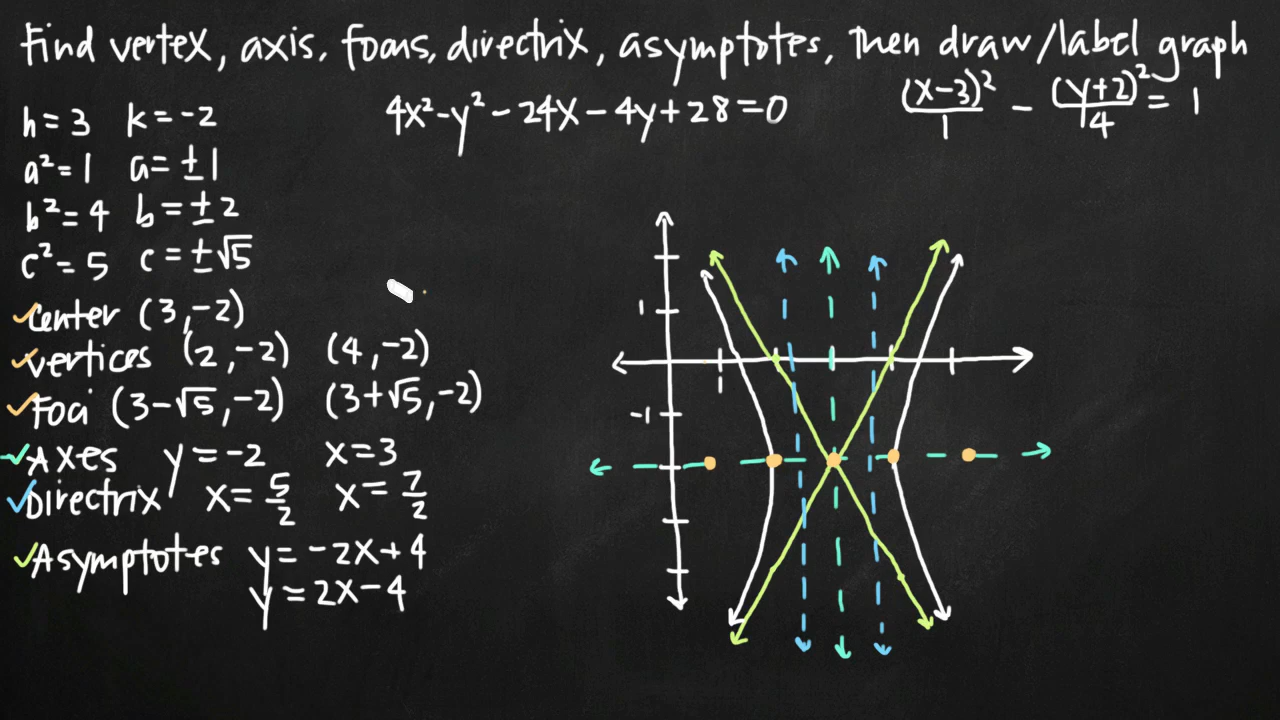 Find vertex, axis, focus, directrix, asymptotes, then draw/label graph
4x²-y²-24x-4y+28=0
(x-3)²/1 - (y+2)²/4 = 1
h=3 k=-2
a²=1 a=±1
b²=4 b=±2
c²=5 c=±√5
center (3,-2)
vertices (2,-2) (4,-2)
Foci (3-√5,-2) (3+√5,-2)
Axes y=-2 x=3
Directrix x=5/2 x=7/2
Asymptotes y=-2x+4
y=2x-4
1
1
-1